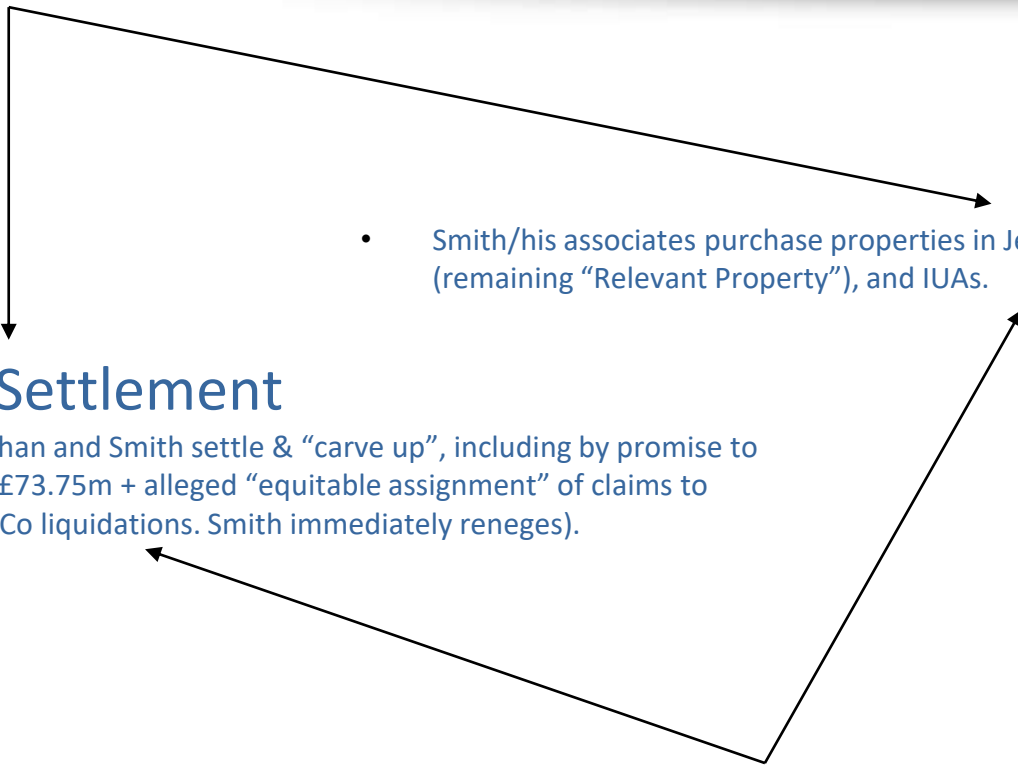 • Smith/his associates purchase properties in Je
(remaining “Relevant Property”), and IUAs.
Settlement
han and Smith settle & “carve up”, including by promise to
£73.75m + alleged “equitable assignment” of claims to
Co liquidations. Smith immediately reneges).